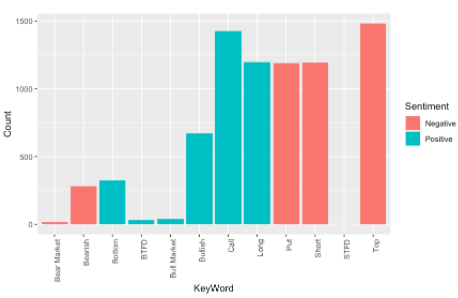 1500
1000
500
0
Count
Bear Market
Bearish
Bottom
BTFD
Bull Market
Bullish
Call
Long
Put
Short
STFD
Top
KeyWord
Sentiment
Negative
Positive